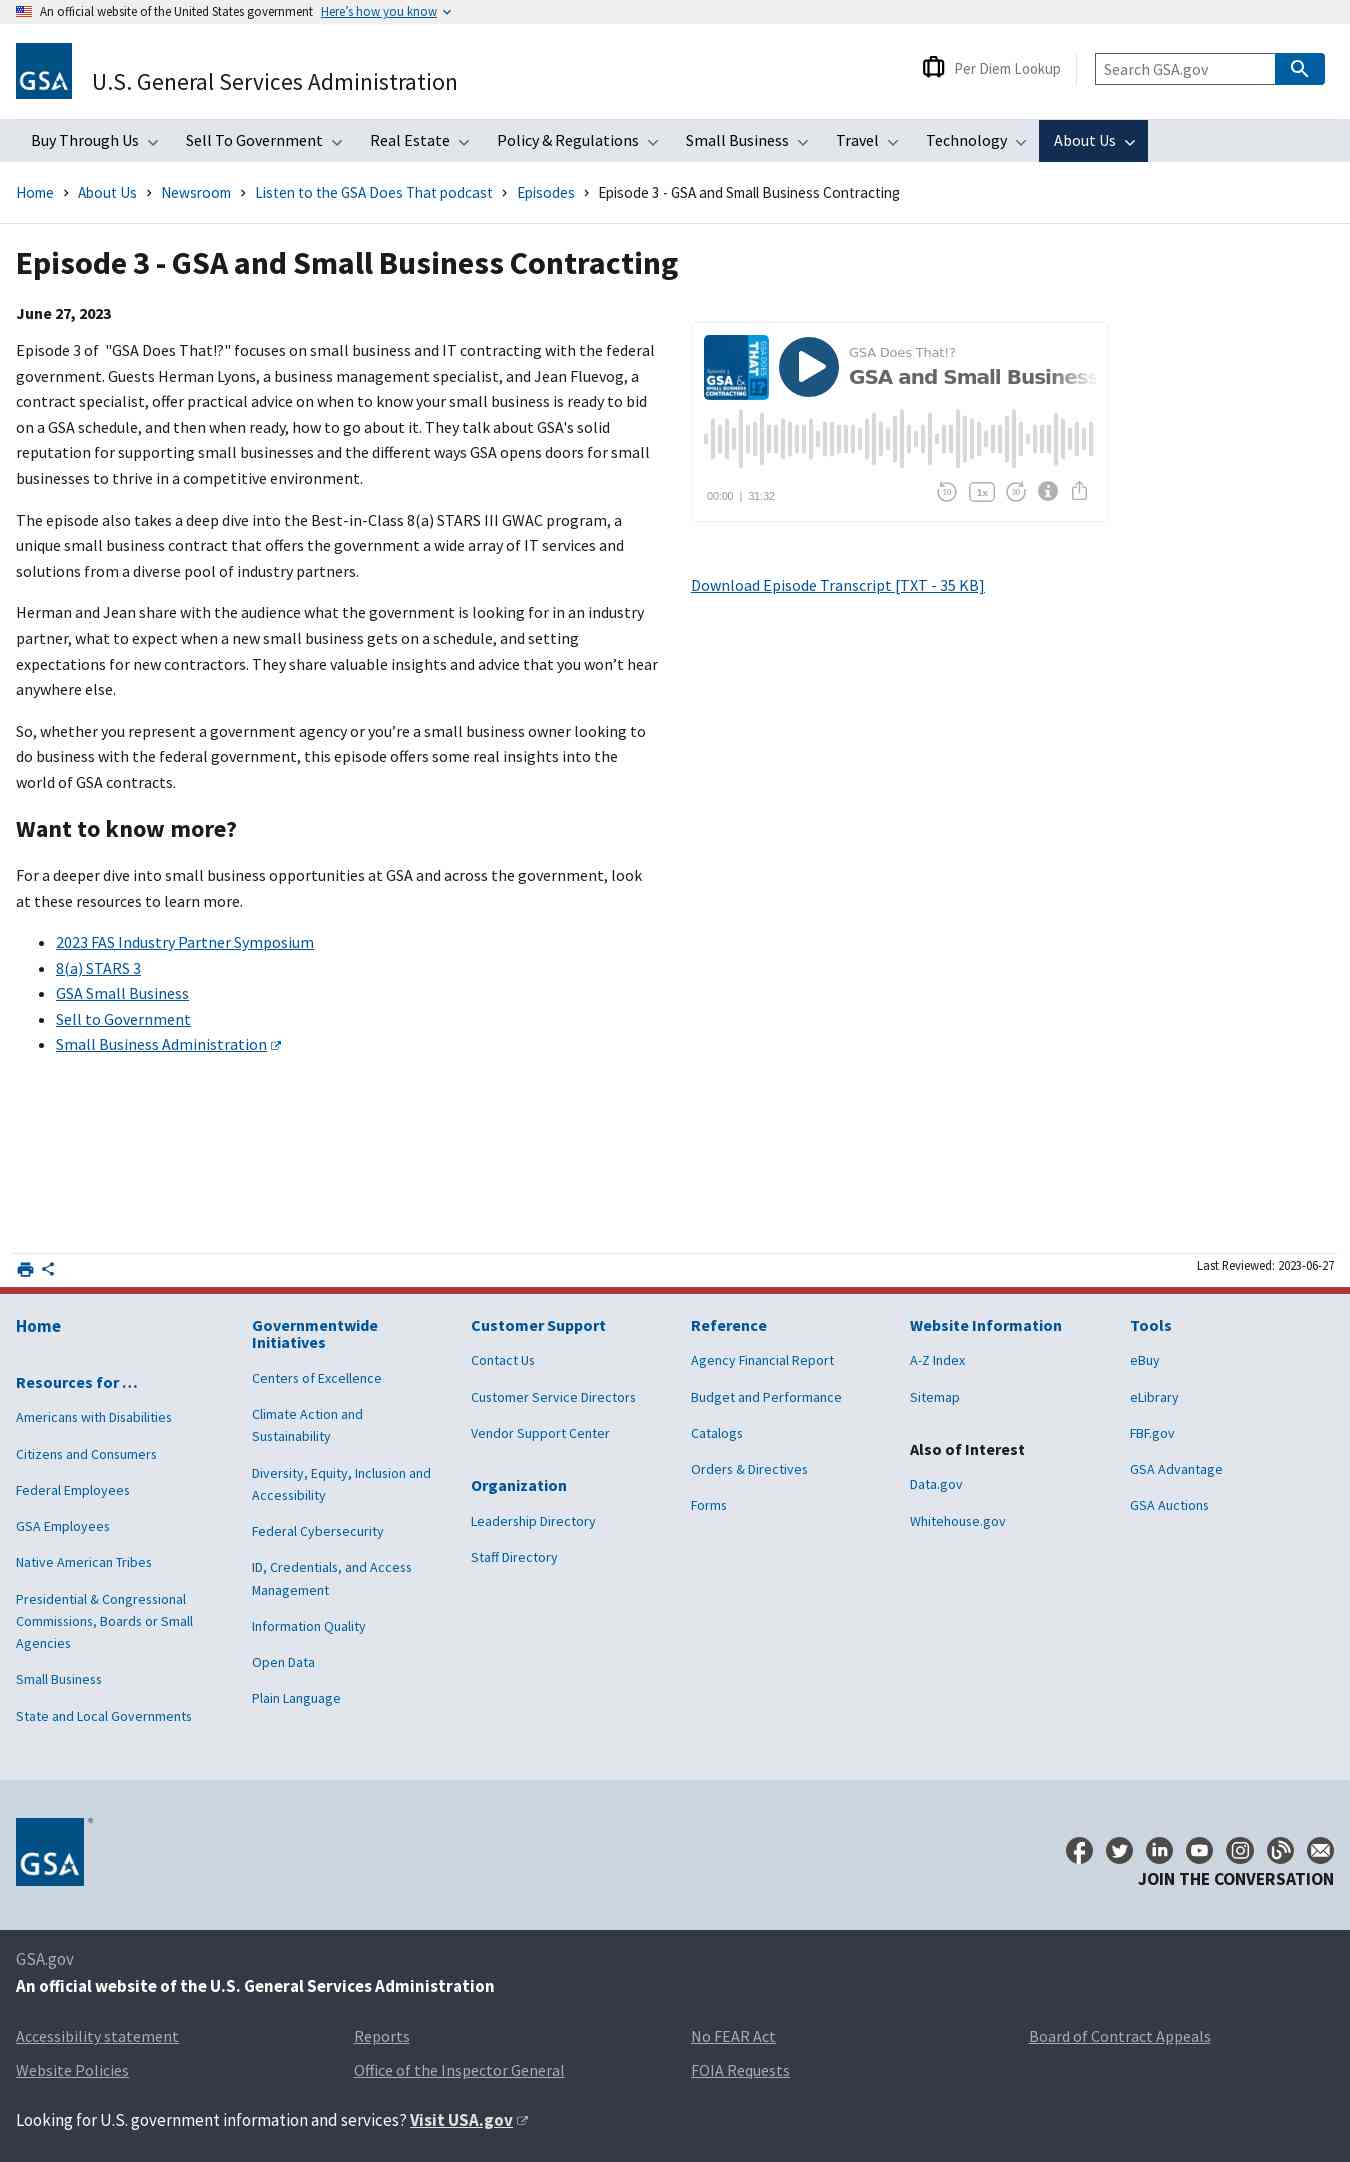 An official website of the United States government Here's how you know
GSA
U.S. General Services Administration
Per Diem Lookup
Search GSA.gov
Buy Through Us
Sell To Government
Real Estate
Policy & Regulations
Small Business
Travel
Technology
About Us
Home > About Us > Newsroom > Listen to the GSA Does That podcast > Episodes > Episode 3 - GSA and Small Business Contracting
Episode 3 - GSA and Small Business Contracting
June 27, 2023
Episode 3 of "GSA Does That!?" focuses on small business and IT contracting with the federal
government. Guests Herman Lyons, a business management specialist, and Jean Fluevog, a
contract specialist, offer practical advice on when to know your small business is ready to bid
on a GSA schedule, and then when ready, how to go about it. They talk about GSA's solid
reputation for supporting small businesses and the different ways GSA opens doors for small
businesses to thrive in a competitive environment.
The episode also takes a deep dive into the Best-in-Class 8(a) STARS III GWAC program, a
unique small business contract that offers the government a wide array of IT services and
solutions from a diverse pool of industry partners.
Herman and Jean share with the audience what the government is looking for in an industry
partner, what to expect when a new small business gets on a schedule, and setting
expectations for new contractors. They share valuable insights and advice that you won’t hear
anywhere else.
So, whether you represent a government agency or you’re a small business owner looking to
do business with the federal government, this episode offers some real insights into the
world of GSA contracts.
Want to know more?
For a deeper dive into small business opportunities at GSA and across the government, look
at these resources to learn more.
2023 FAS Industry Partner Symposium
8(a) STARS 3
GSA Small Business
Sell to Government
Small Business Administration
Episode 3
GSA &
SMALL BUSINESS
CONTRACTING
GSA DOES
THAT!?
GSA Does That!?
GSA and Small Business
00:00 | 31:32
10
1x
30
Download Episode Transcript [TXT - 35 KB]
Last Reviewed: 2023-06-27
Home
Resources for …
Americans with Disabilities
Citizens and Consumers
Federal Employees
GSA Employees
Native American Tribes
Presidential & Congressional
Commissions, Boards or Small
Agencies
Small Business
State and Local Governments
Governmentwide
Initiatives
Centers of Excellence
Climate Action and
Sustainability
Diversity, Equity, Inclusion and
Accessibility
Federal Cybersecurity
ID, Credentials, and Access
Management
Information Quality
Open Data
Plain Language
Customer Support
Contact Us
Customer Service Directors
Vendor Support Center
Organization
Leadership Directory
Staff Directory
Reference
Agency Financial Report
Budget and Performance
Catalogs
Orders & Directives
Forms
Website Information
A-Z Index
Sitemap
Also of Interest
Data.gov
Whitehouse.gov
Tools
eBuy
eLibrary
FBF.gov
GSA Advantage
GSA Auctions
GSA
JOIN THE CONVERSATION
GSA.gov
An official website of the U.S. General Services Administration
Accessibility statement
Reports
No FEAR Act
Board of Contract Appeals
Website Policies
Office of the Inspector General
FOIA Requests
Looking for U.S. government information and services? Visit USA.gov